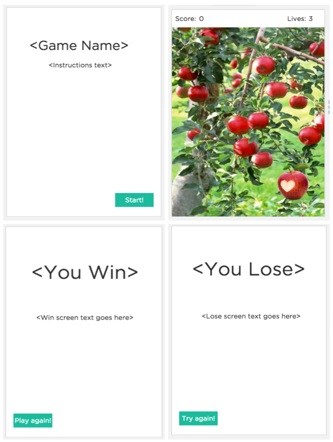 <Game Name>
<Instructions text>
Start!
Score: 0 Lives: 3
<You Win>
<Win screen text goes here>
Play again!
<You Lose>
<Lose screen text goes here>
Try again!